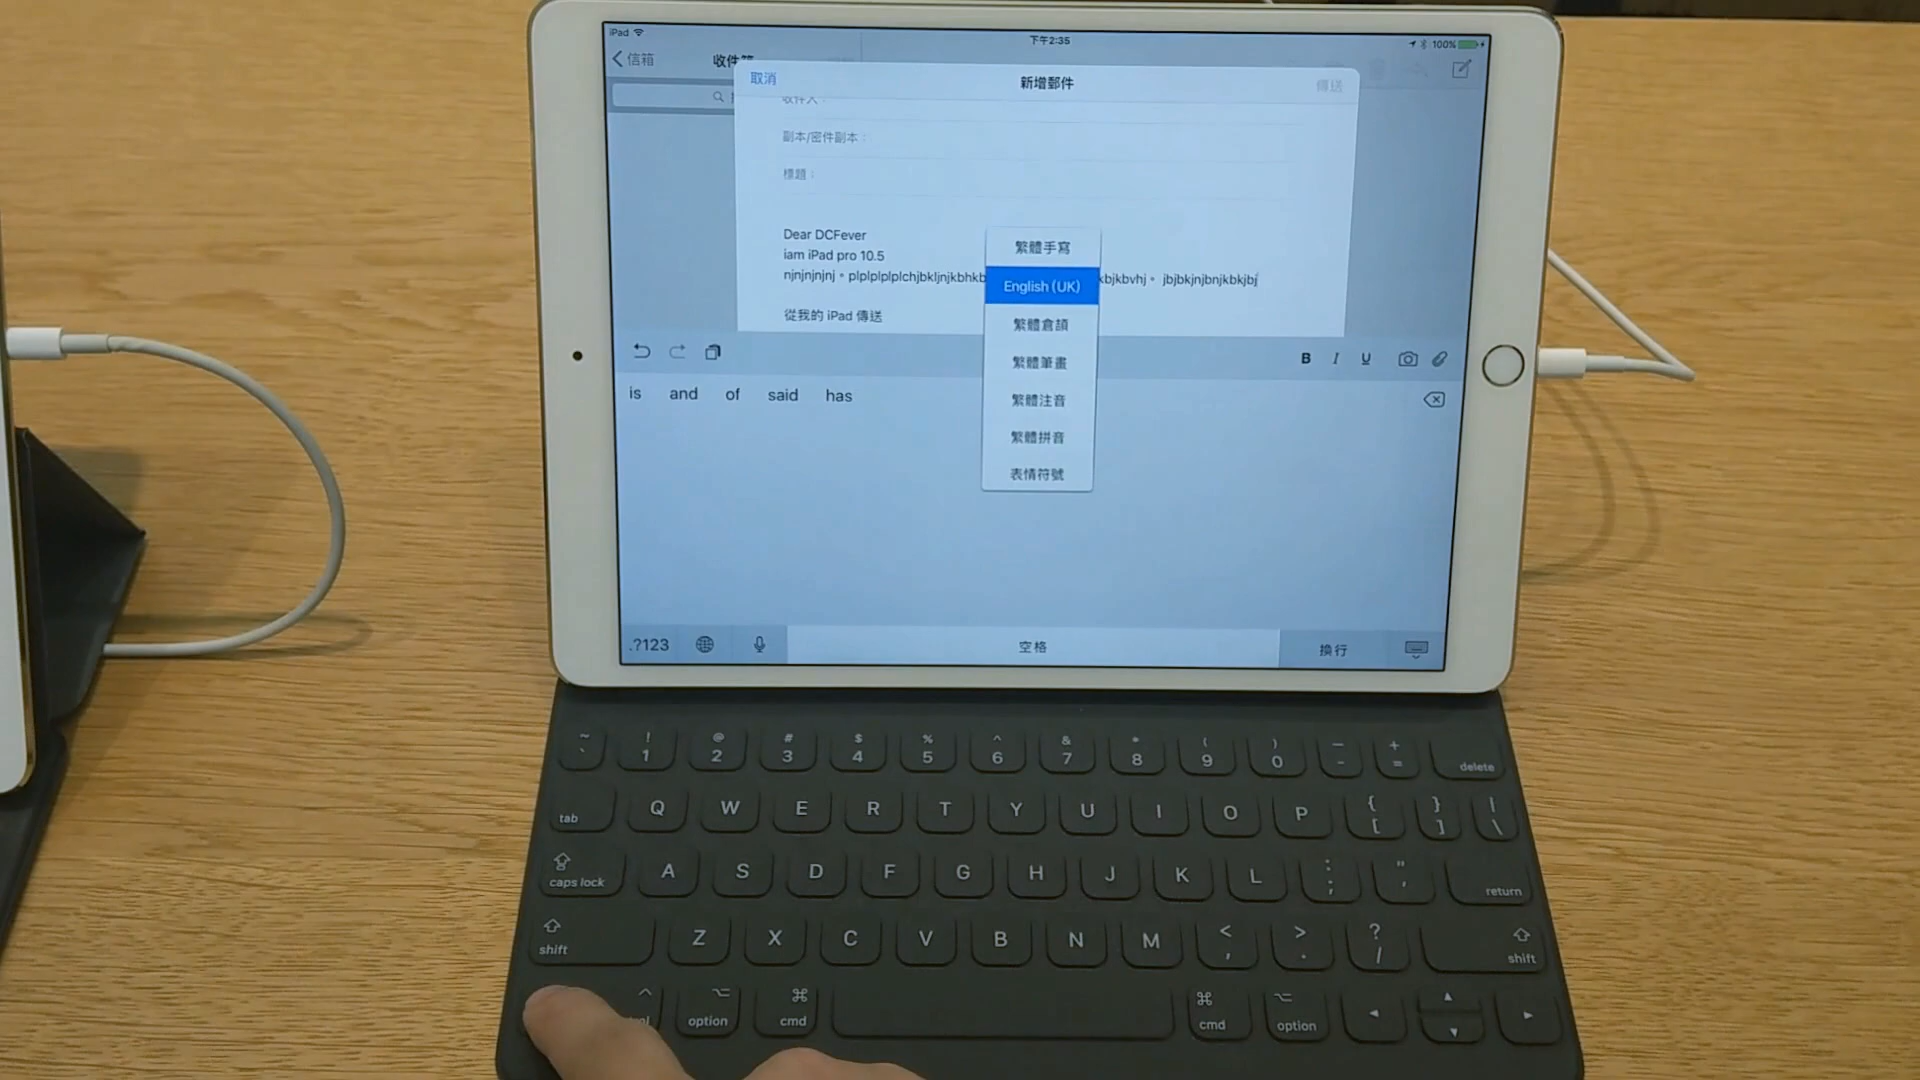 iPad
下午2:35
100%
信箱
收件
取消
新增郵件
傳送
收件人：
副本/密件副本：
標題：
Dear DCFever
iam iPad pro 10.5
njnjnjnjnj。plplplplplchjbkljnjkbhkb
kbjkbvhj。 jbjbkjnjbnjkbkjbj
從我的 iPad 傳送
繁體手寫
English (UK)
繁體倉頡
繁體筆畫
繁體注音
繁體拼音
表情符號
B I U
is and of said has
.?123
空格
換行
~ ! @ # $ % ^ & * ( ) _ +
` 1 2 3 4 5 6 7 8 9 0 - = delete
tab Q W E R T Y U I O P { [ } ] | \
caps lock A S D F G H J K L : ; " ' return
shift Z X C V B N M < , > . ? / shift
option cmd cmd option